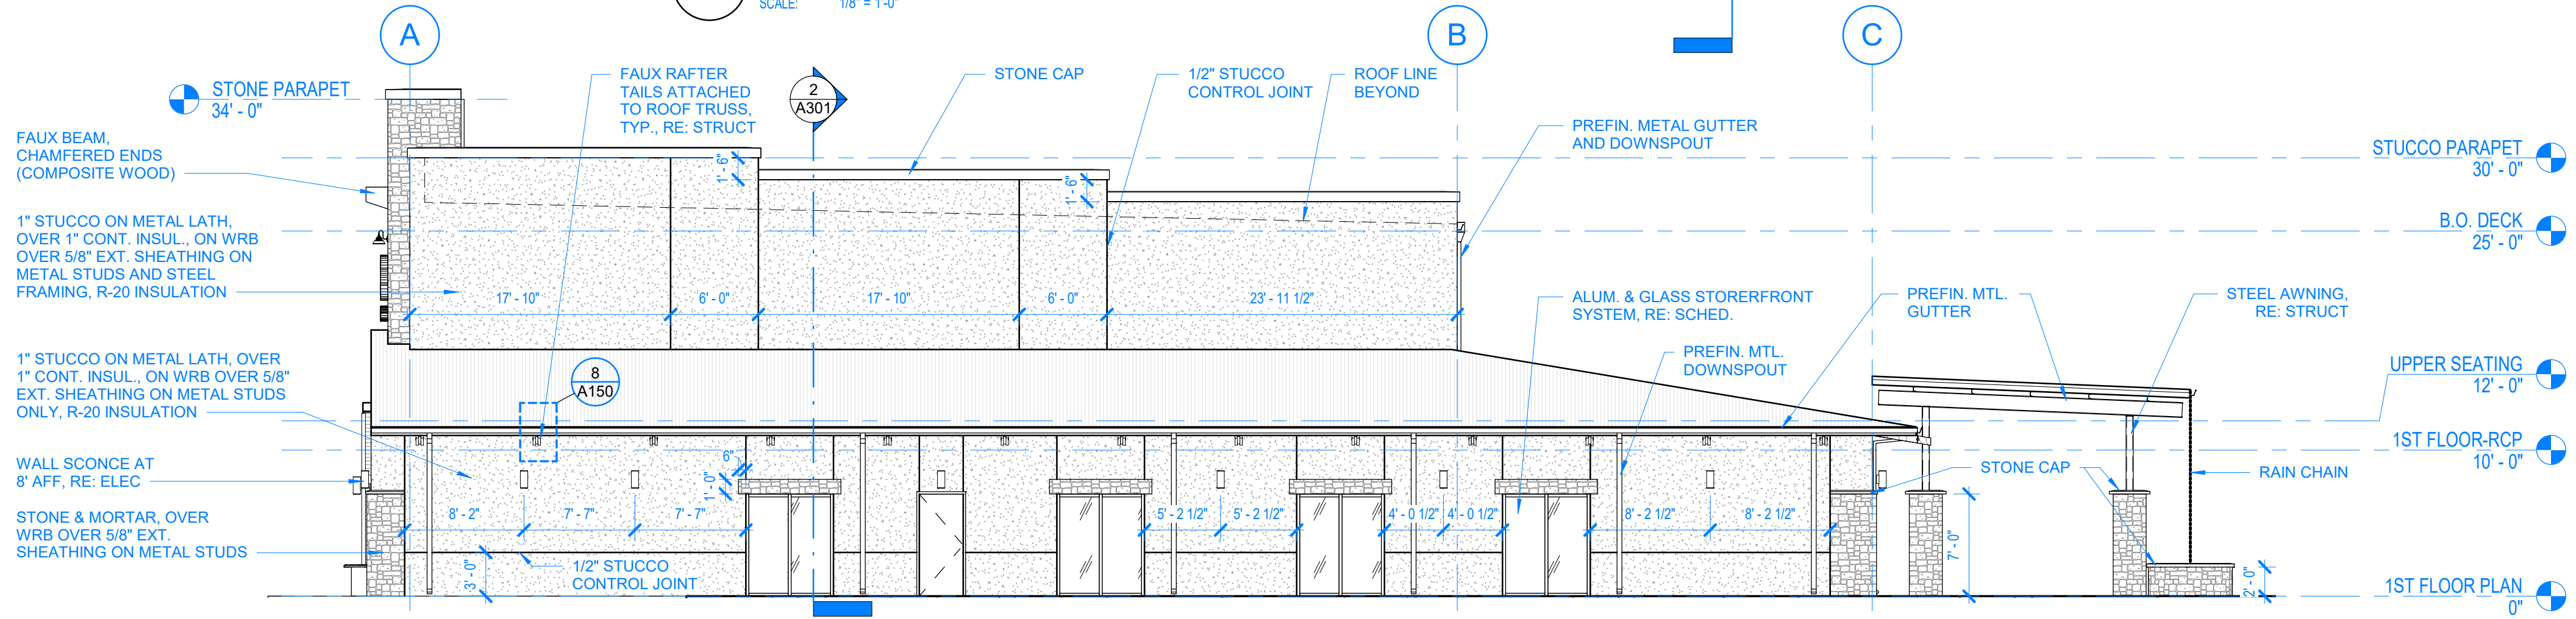 SCALE: 1/8" = 1'-0"
A
B
C
STONE PARAPET
34' - 0"
FAUX RAFTER
TAILS ATTACHED
TO ROOF TRUSS,
TYP., RE: STRUCT
2
A301
STONE CAP
1/2" STUCCO
CONTROL JOINT
ROOF LINE
BEYOND
PREFIN. METAL GUTTER
AND DOWNSPOUT
FAUX BEAM,
CHAMFERED ENDS
(COMPOSITE WOOD)
STUCCO PARAPET
30' - 0"
1' - 6"
1' - 6"
1" STUCCO ON METAL LATH,
OVER 1" CONT. INSUL., ON WRB
OVER 5/8" EXT. SHEATHING ON
METAL STUDS AND STEEL
FRAMING, R-20 INSULATION
B.O. DECK
25' - 0"
17' - 10"
6' - 0"
17' - 10"
6' - 0"
23' - 11 1/2"
ALUM. & GLASS STORERFRONT
SYSTEM, RE: SCHED.
PREFIN. MTL.
GUTTER
STEEL AWNING,
RE: STRUCT
1" STUCCO ON METAL LATH, OVER
1" CONT. INSUL., ON WRB OVER 5/8"
EXT. SHEATHING ON METAL STUDS
ONLY, R-20 INSULATION
8
A150
PREFIN. MTL.
DOWNSPOUT
UPPER SEATING
12' - 0"
1ST FLOOR-RCP
10' - 0"
WALL SCONCE AT
8' AFF, RE: ELEC
6"
1' - 0"
STONE CAP
RAIN CHAIN
STONE & MORTAR, OVER
WRB OVER 5/8" EXT.
SHEATHING ON METAL STUDS
8' - 2"
7' - 7"
7' - 7"
5' - 2 1/2"
5' - 2 1/2"
4' - 0 1/2"
4' - 0 1/2"
8' - 2 1/2"
8' - 2 1/2"
3' - 0"
1/2" STUCCO
CONTROL JOINT
7' - 0"
2' - 0"
1ST FLOOR PLAN
0"